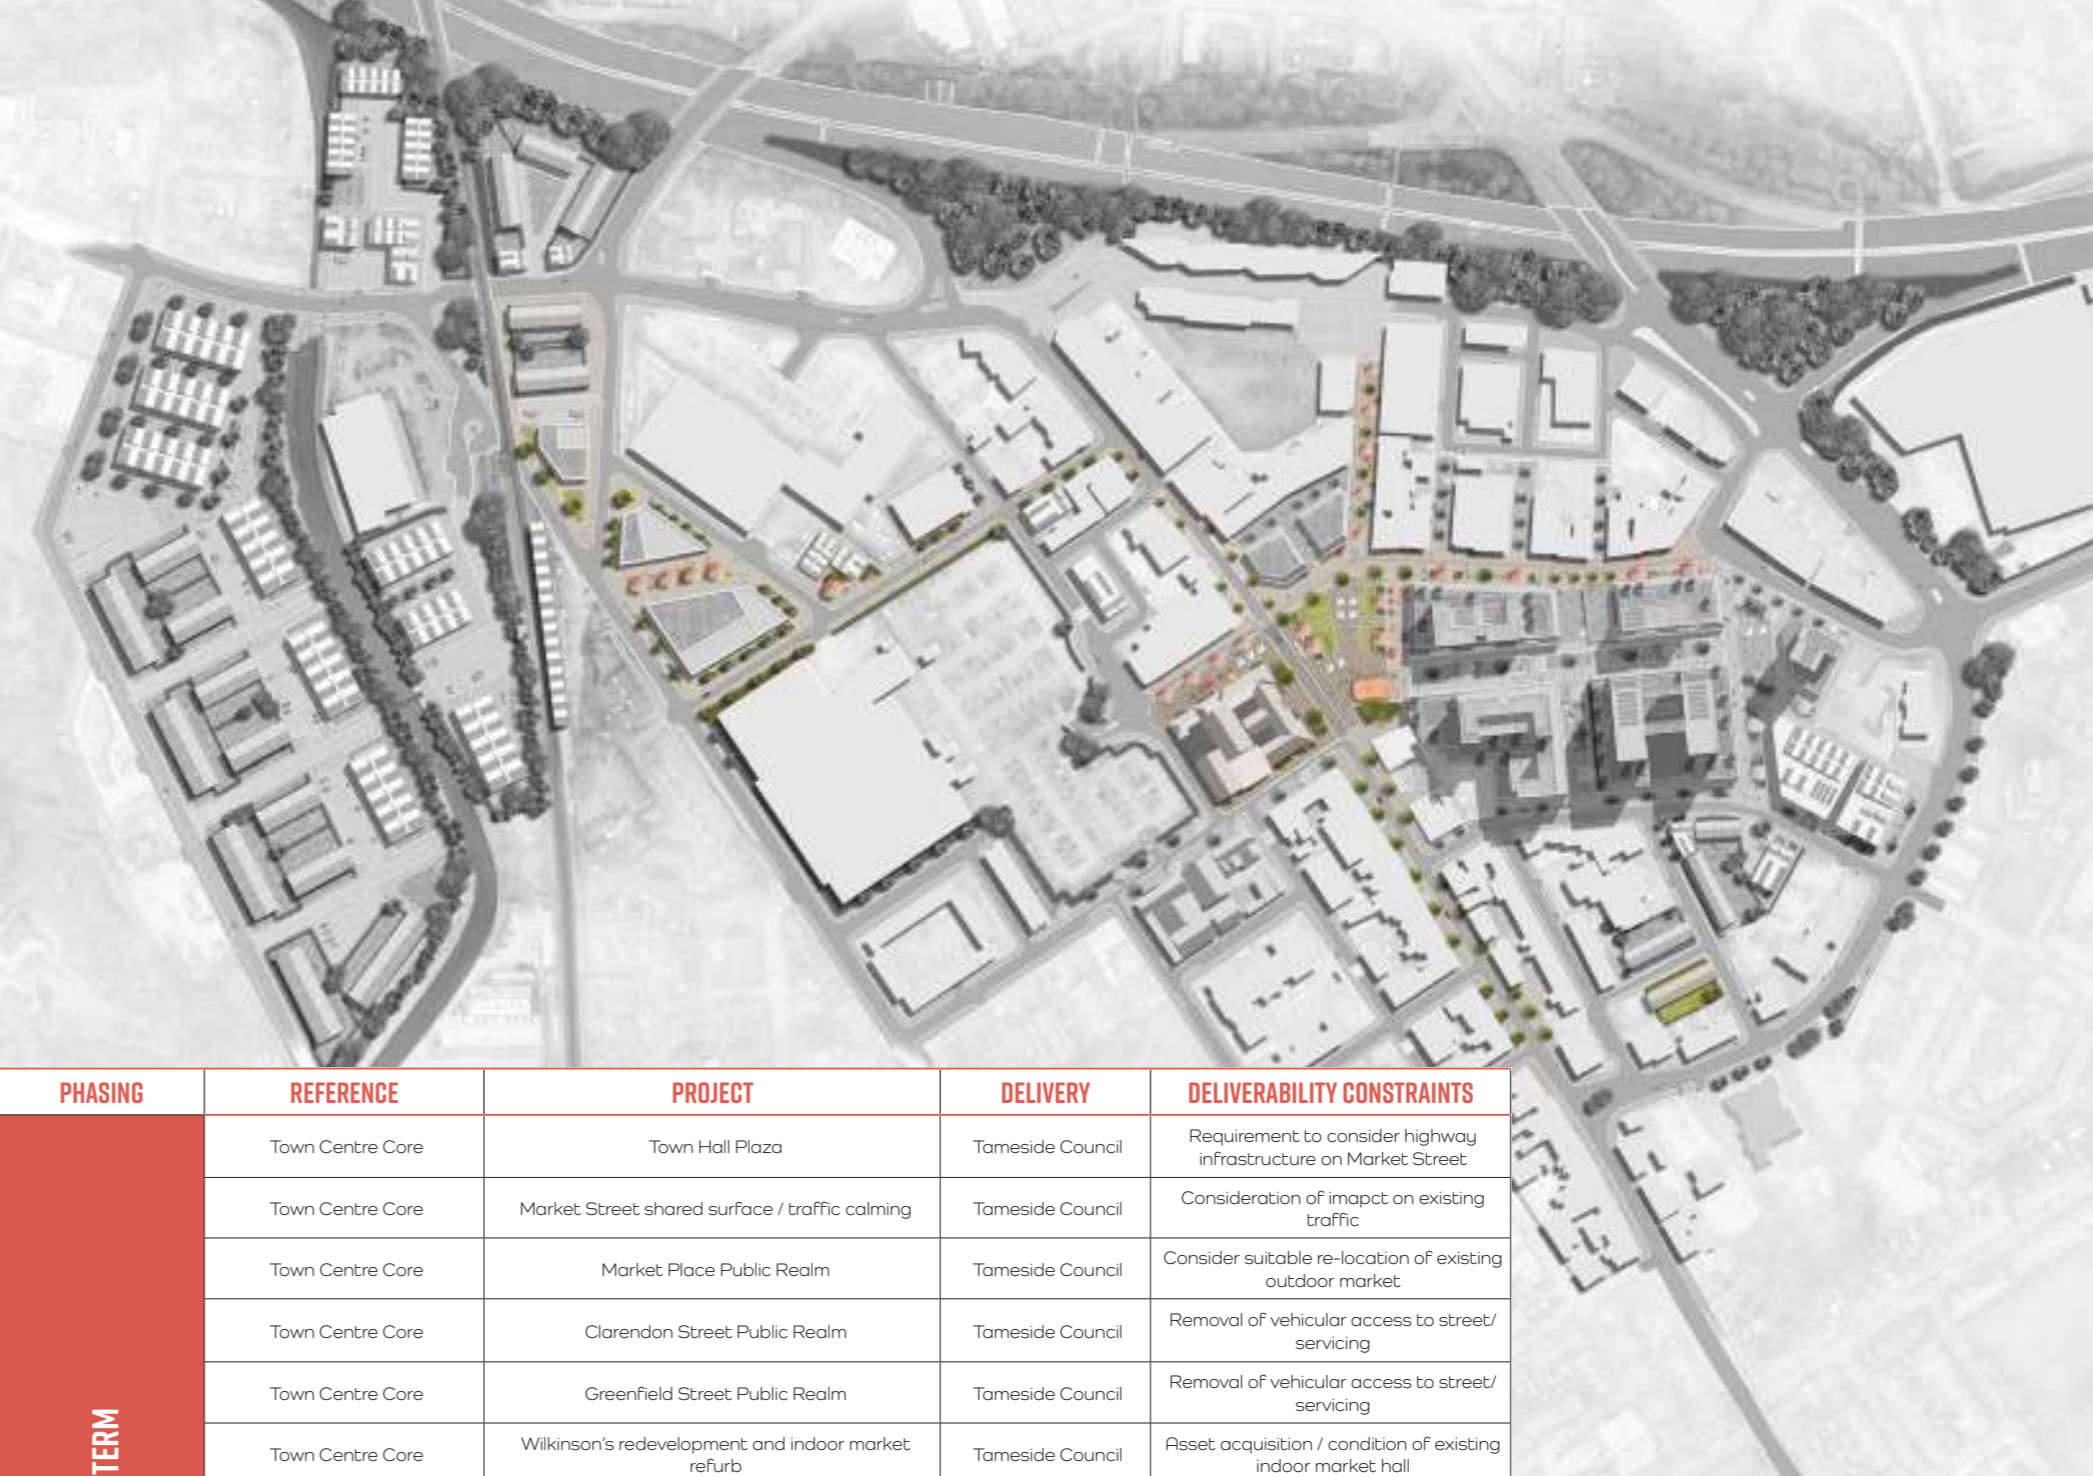 PHASING REFERENCE PROJECT DELIVERY DELIVERABILITY CONSTRAINTS
Town Centre Core Town Hall Plaza Tameside Council Requirement to consider highway
infrastructure on Market Street
Town Centre Core Market Street shared surface / traffic calming Tameside Council Consideration of imapct on existing
traffic
Town Centre Core Market Place Public Realm Tameside Council Consider suitable re-location of existing
outdoor market
Town Centre Core Clarendon Street Public Realm Tameside Council Removal of vehicular access to street/
servicing
Town Centre Core Greenfield Street Public Realm Tameside Council Removal of vehicular access to street/
servicing
Town Centre Core Wilkinson's redevelopment and indoor market
refurb
Tameside Council Asset acquisition / condition of existing
indoor market hall
TERM